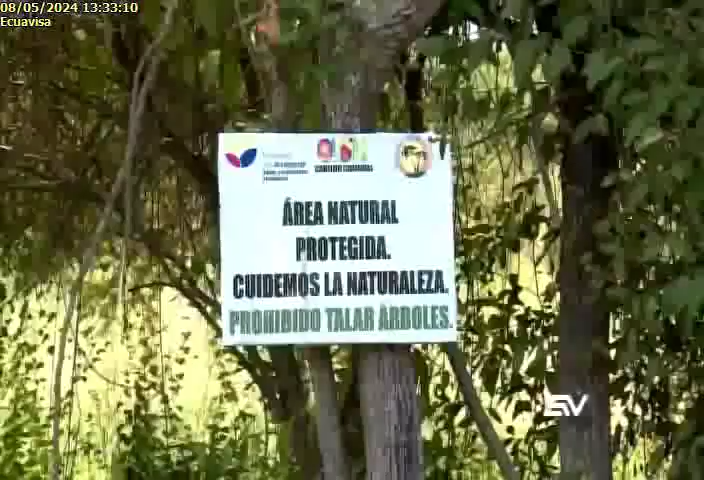 08/05/2024 13:33:10
Ecuavisa
ÁREA NATURAL
PROTEGIDA.
CUIDEMOS LA NATURALEZA.
PROHIBIDO TALAR ÁRBOLES.
EV